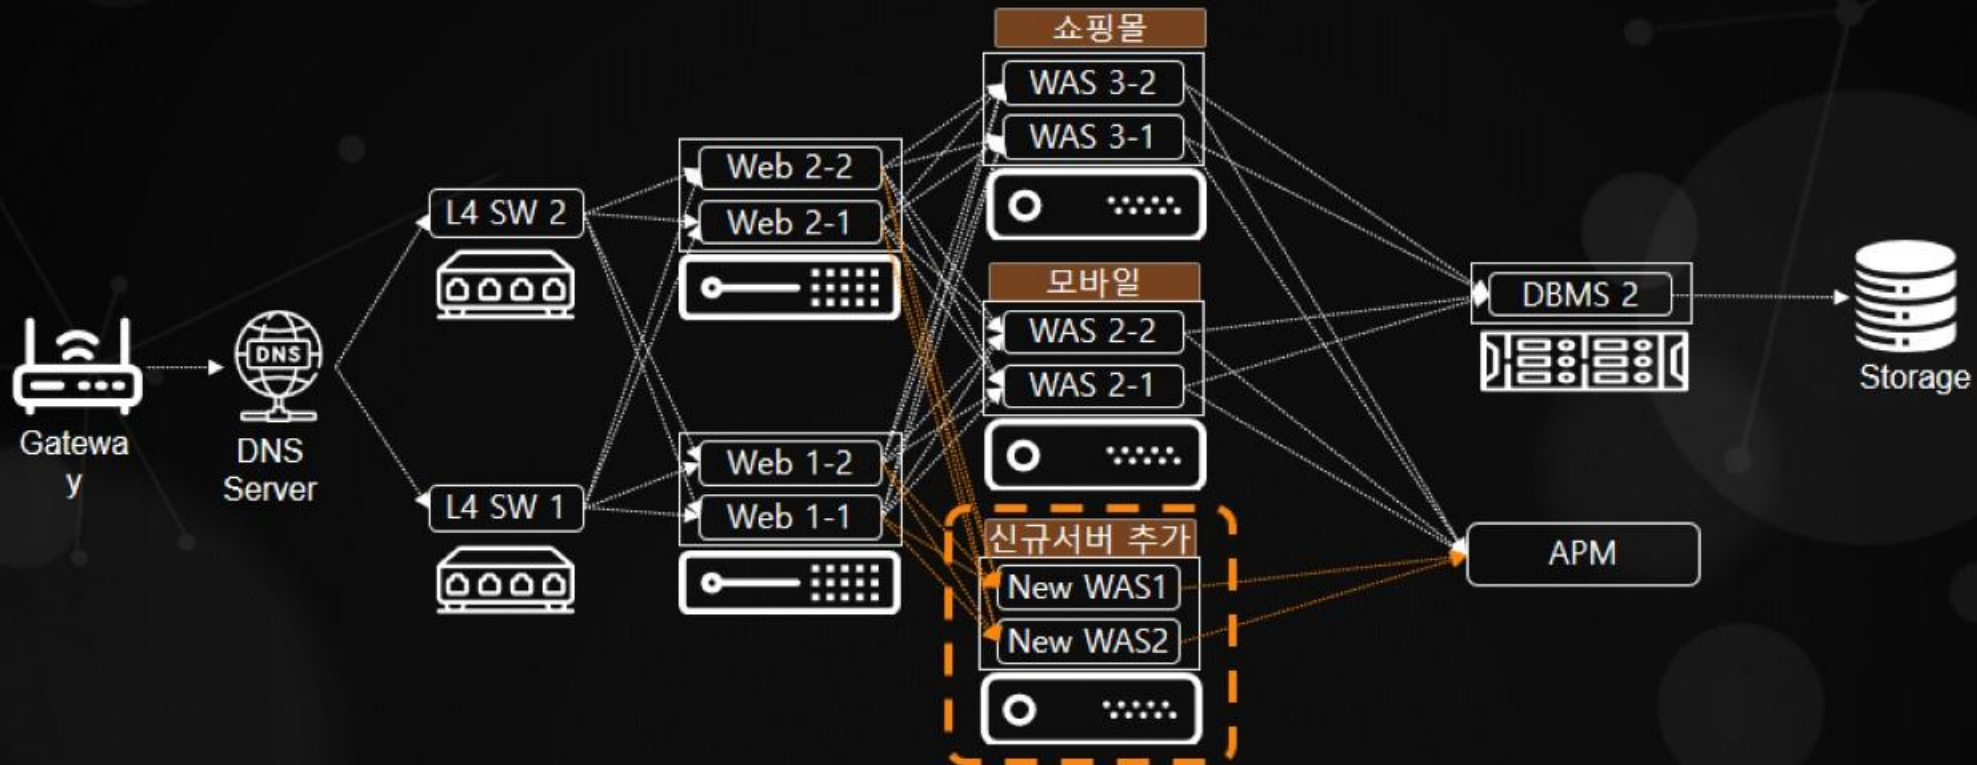 Gatewa
y
DNS
DNS
Server
L4 SW 2
L4 SW 1
Web 2-2
Web 2-1
Web 1-2
Web 1-1
쇼핑몰
WAS 3-2
WAS 3-1
모바일
WAS 2-2
WAS 2-1
신규서버 추가
New WAS1
New WAS2
DBMS 2
APM
Storage